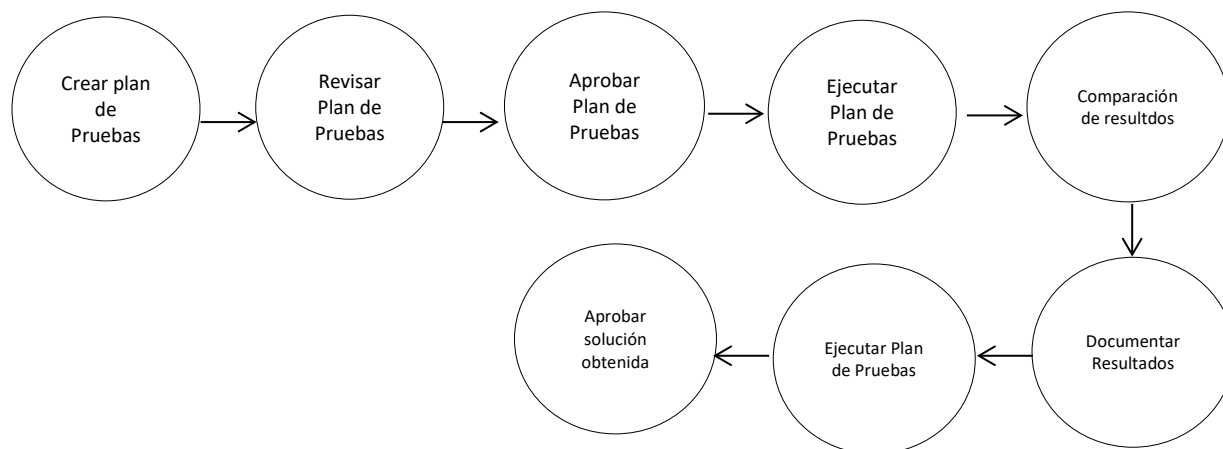 Crear plan
de
Pruebas
Revisar
Plan de
Pruebas
Aprobar
Plan de
Pruebas
Ejecutar
Plan de
Pruebas
Comparación
de resultdos
Documentar
Resultados
Ejecutar Plan
de Pruebas
Aprobar
solución
obtenida